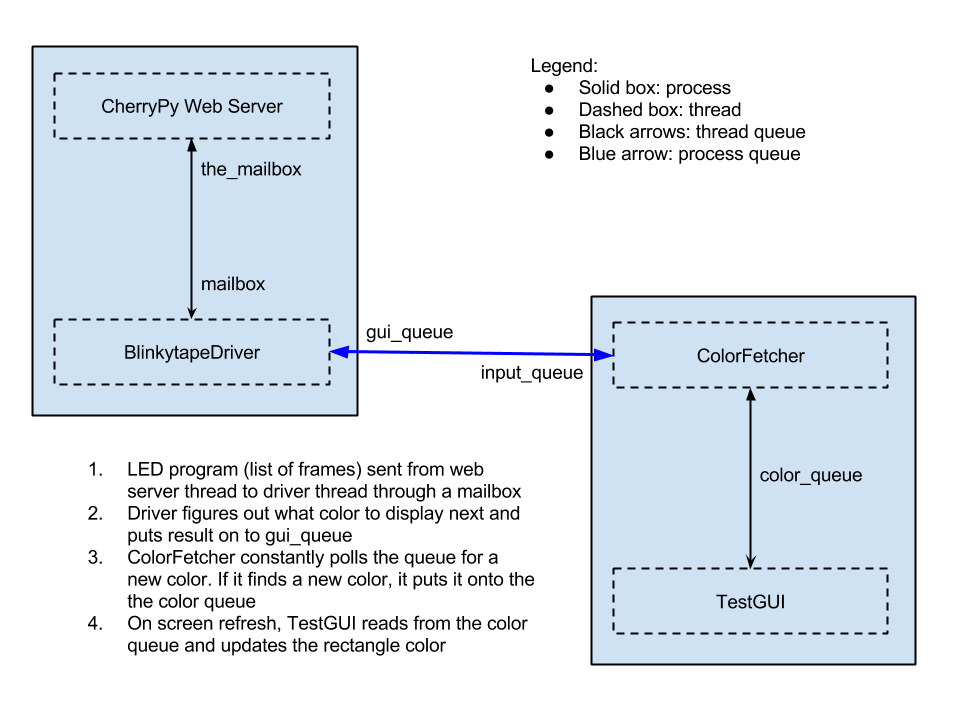 CherryPy Web Server
the_mailbox
mailbox
BlinkytapeDriver
Legend:
● Solid box: process
● Dashed box: thread
● Black arrows: thread queue
● Blue arrow: process queue
gui_queue
input_queue
ColorFetcher
color_queue
TestGUI
1. LED program (list of frames) sent from web
server thread to driver thread through a mailbox
2. Driver figures out what color to display next and
puts result on to gui_queue
3. ColorFetcher constantly polls the queue for a
new color. If it finds a new color, it puts it onto the
the color queue
4. On screen refresh, TestGUI reads from the color
queue and updates the rectangle color